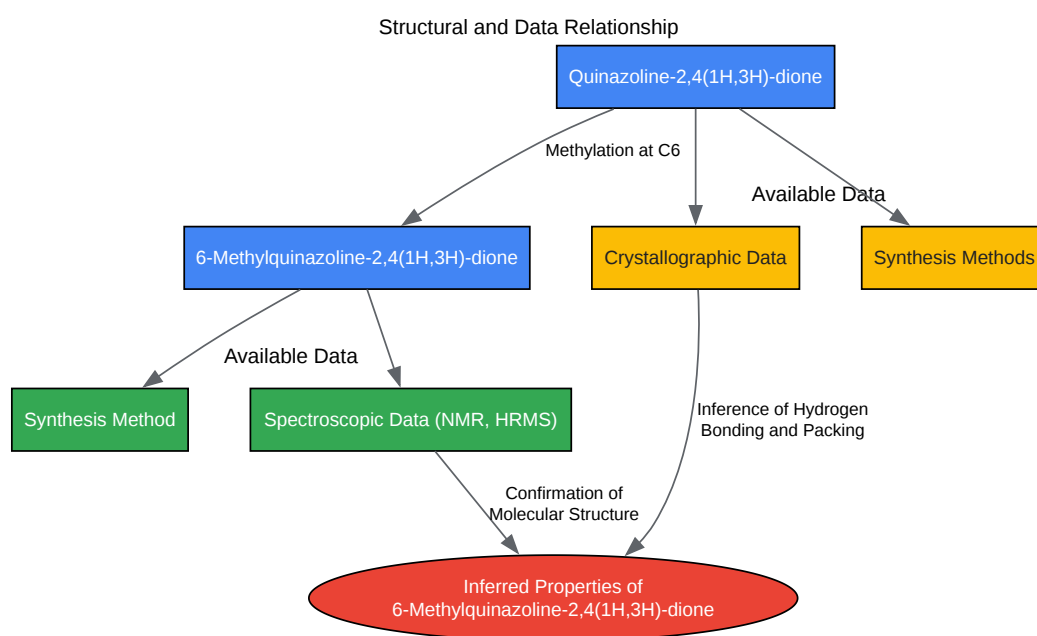 Structural and Data Relationship
Quinazoline-2,4(1H,3H)-dione
Methylation at C6
Available Data
6-Methylquinazoline-2,4(1H,3H)-dione
Crystallographic Data
Synthesis Methods
Available Data
Synthesis Method
Spectroscopic Data (NMR, HRMS)
Inference of Hydrogen
Bonding and Packing
Confirmation of
Molecular Structure
Inferred Properties of
6-Methylquinazoline-2,4(1H,3H)-dione